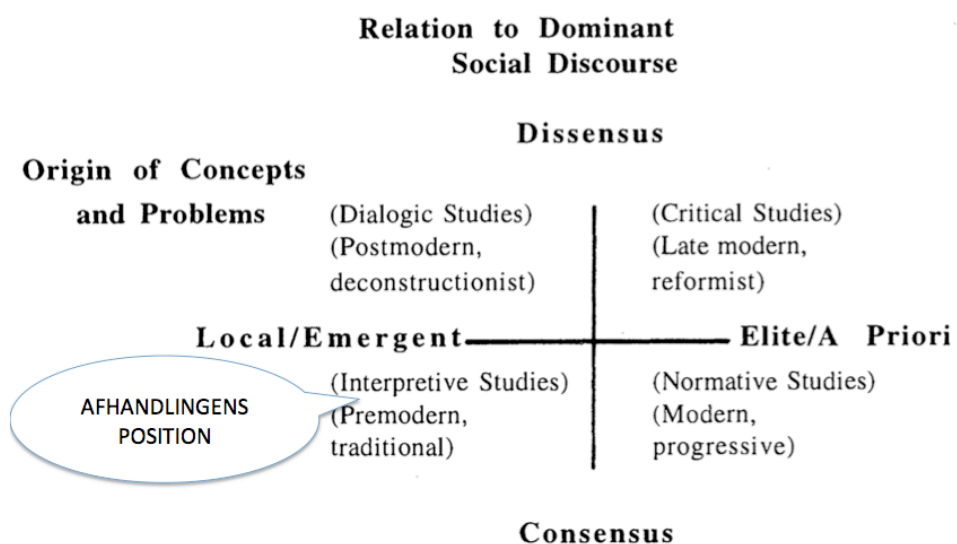 Relation to Dominant
Social Discourse
Dissensus
Origin of Concepts
and Problems
(Dialogic Studies)
(Postmodern,
deconstructionist)
(Critical Studies)
(Late modern,
reformist)
Local/Emergent
Elite/A Priori
AFHANDLINGENS
POSITION
(Interpretive Studies)
(Premodern,
traditional)
(Normative Studies)
(Modern,
progressive)
Consensus